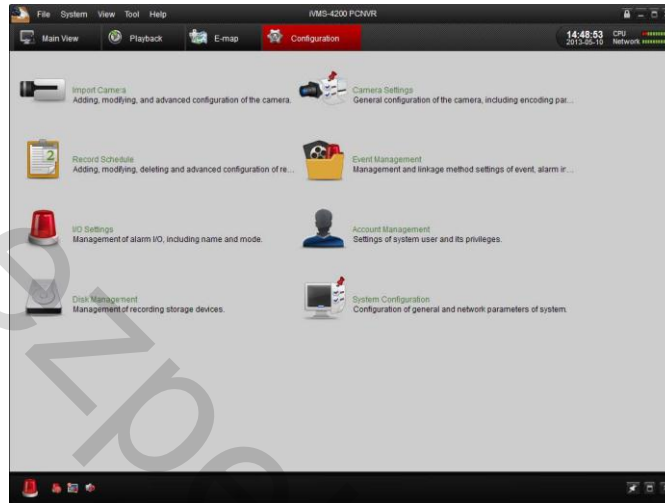 File System View Tool Help iVMS-4200 PCNVR
Main View Playback E-map Configuration 14:48:53 CPU
2013-05-10 Network
Import Camera
Adding, modifying, and advanced configuration of the camera.
Camera Settings
General configuration of the camera, including encoding par...
2
Record Schedule
Adding, modifying, deleting and advanced configuration of re...
Event Management
Management and linkage method settings of event, alarm ir...
I/O Settings
Management of alarm I/O, including name and mode.
Account Management
Settings of system user and its privileges.
Disk Management
Management of recording storage devices.
System Configuration
Configuration of general and network parameters of system.
ezpe